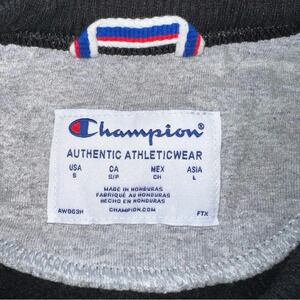 Champion®
AUTHENTIC ATHLETICWEAR
USA CA MEX ASIA
S S/P CH L
MADE IN HONDURAS
FABRIQUÉ AU HONDURAS
HECHO EN HONDURAS
AW063H CHAMPION.COM FTX